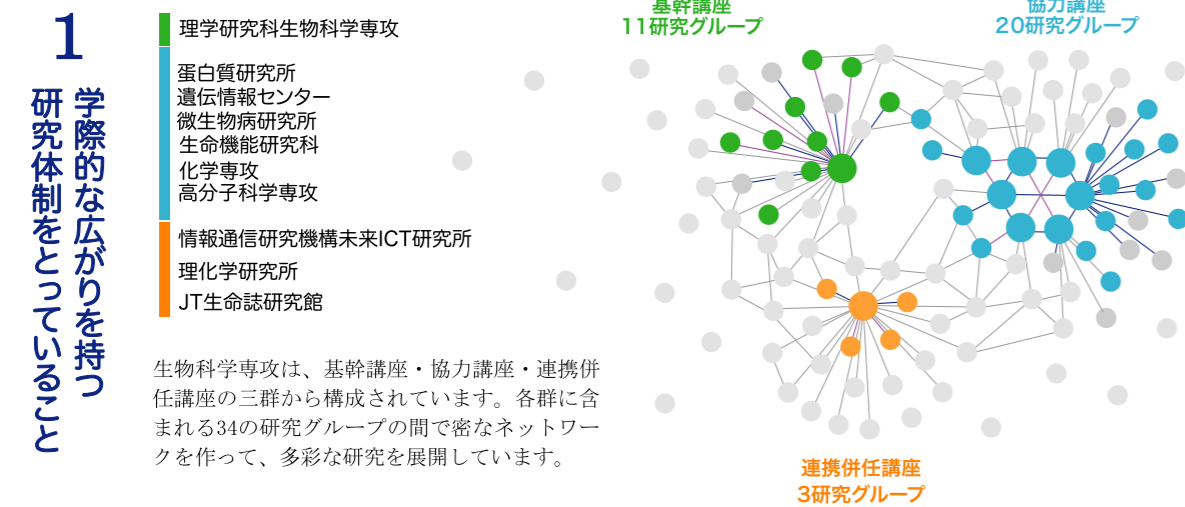 1
学際的な広がりを持つ
研究体制をとっていること
理学研究科生物科学専攻
蛋白質研究所
遺伝情報センター
微生物病研究所
生命機能研究科
化学専攻
高分子科学専攻
情報通信研究機構未来ICT研究所
理化学研究所
JT生命誌研究館
生物科学専攻は、基幹講座・協力講座・連携併
任講座の三群から構成されています。各群に含
まれる34の研究グループの間で密なネットワー
クを作って、多彩な研究を展開しています。
基幹講座
11研究グループ
協力講座
20研究グループ
連携併任講座
3研究グループ